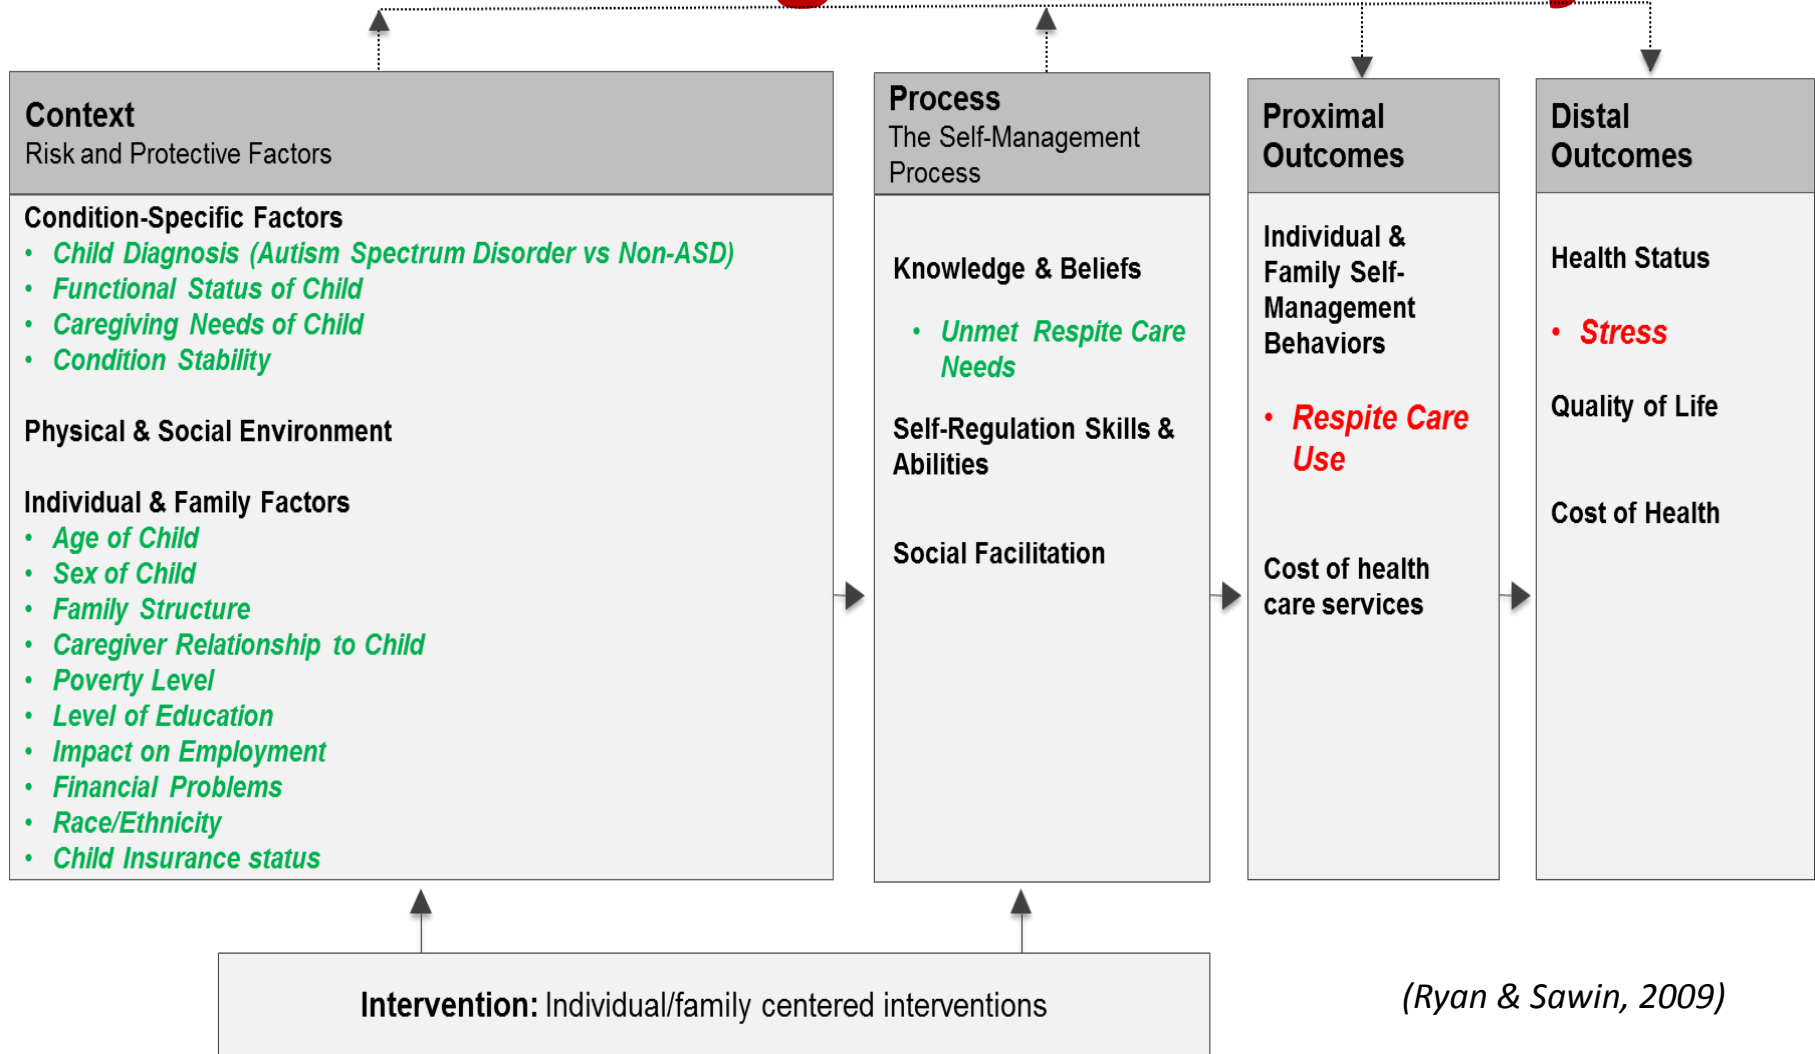 Context
Risk and Protective Factors
Condition-Specific Factors
• Child Diagnosis (Autism Spectrum Disorder vs Non-ASD)
• Functional Status of Child
• Caregiving Needs of Child
• Condition Stability
Physical & Social Environment
Individual & Family Factors
• Age of Child
• Sex of Child
• Family Structure
• Caregiver Relationship to Child
• Poverty Level
• Level of Education
• Impact on Employment
• Financial Problems
• Race/Ethnicity
• Child Insurance status
Process
The Self-Management
Process
Knowledge & Beliefs
• Unmet Respite Care
Needs
Self-Regulation Skills &
Abilities
Social Facilitation
Proximal
Outcomes
Individual &
Family Self-
Management
Behaviors
• Respite Care
Use
Cost of health
care services
Distal
Outcomes
Health Status
• Stress
Quality of Life
Cost of Health
Intervention: Individual/family centered interventions
(Ryan & Sawin, 2009)